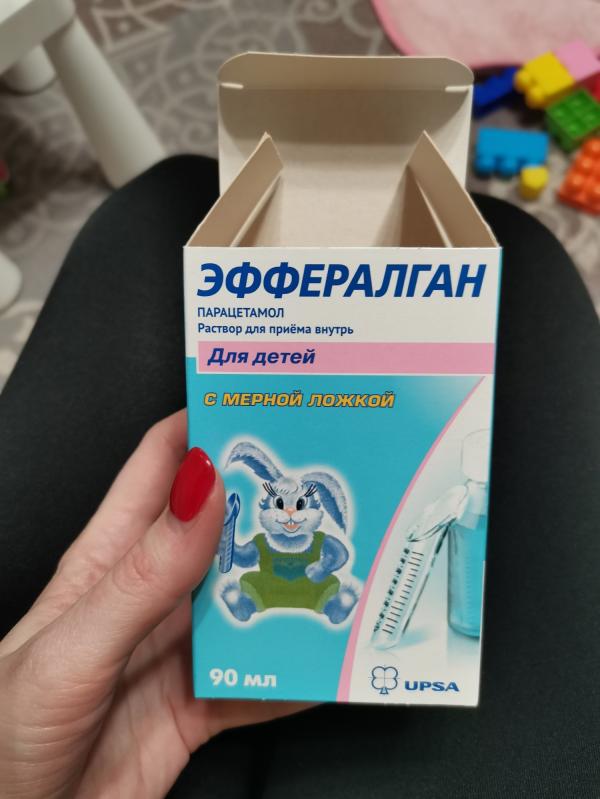 ЭФФЕРАЛГАН
ПАРАЦЕТАМОЛ
Раствор для приёма внутрь
Для детей
С МЕРНОЙ ЛОЖКОЙ
90 мл
UPSA